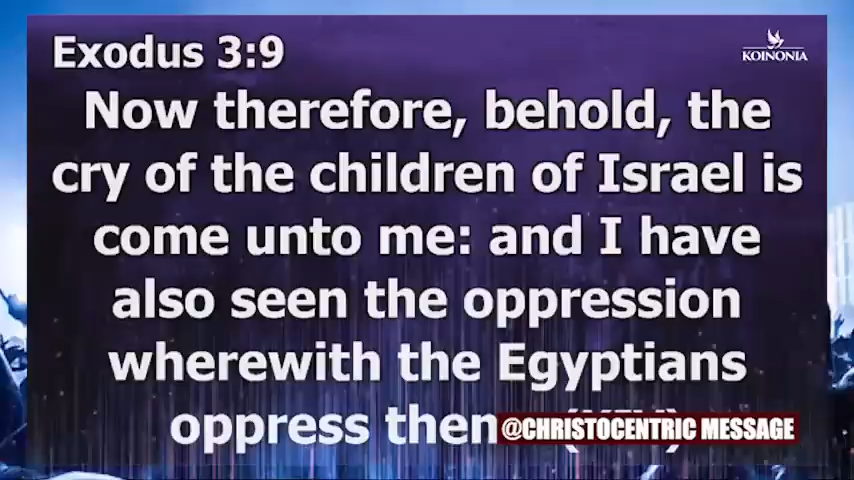 Exodus 3:9
KOINONIA
Now therefore, behold, the
cry of the children of Israel is
come unto me: and I have
also seen the oppression
wherewith the Egyptians
oppress
@CHRISTOCENTRIC MESSAGE